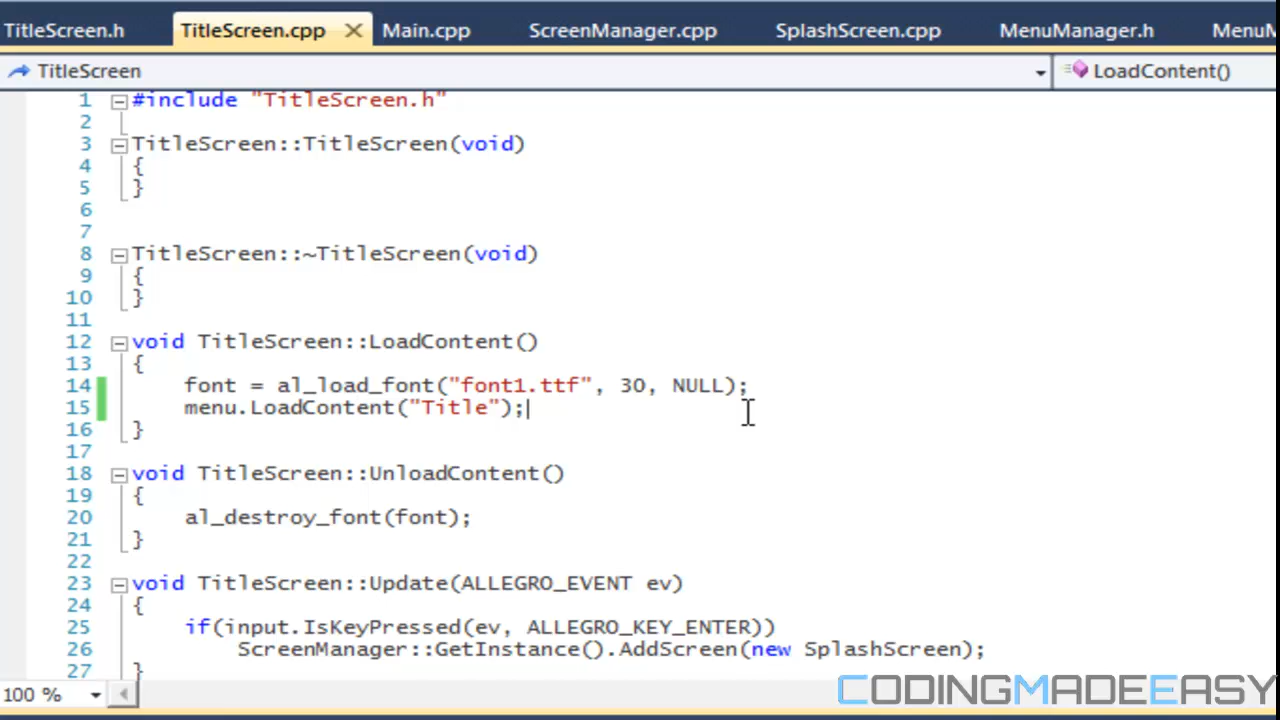 TitleScreen.h TitleScreen.cpp Main.cpp ScreenManager.cpp SplashScreen.cpp MenuManager.h MenuM
TitleScreen LoadContent()
1 #include "TitleScreen.h"
2
3 TitleScreen::TitleScreen(void)
4 {
5 }
6
7
8 TitleScreen::~TitleScreen(void)
9 {
10 }
11
12 void TitleScreen::LoadContent()
13 {
14 font = al_load_font("font1.ttf", 30, NULL);
15 menu.LoadContent("Title");
16 }
17
18 void TitleScreen::UnloadContent()
19 {
20 al_destroy_font(font);
21 }
22
23 void TitleScreen::Update(ALLEGRO_EVENT ev)
24 {
25 if(input.IsKeyPressed(ev, ALLEGRO_KEY_ENTER))
26 ScreenManager::GetInstance().AddScreen(new SplashScreen);
27 }
100 %
CODINGMADEEASY